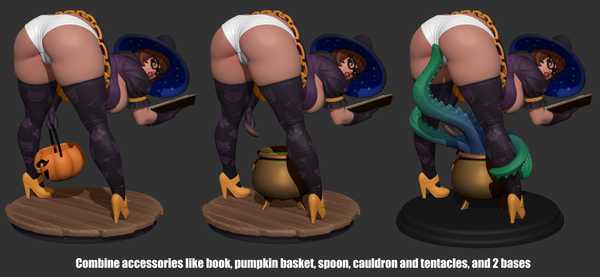 Combine accessories like book, pumpkin basket, spoon, cauldron and tentacles, and 2 bases